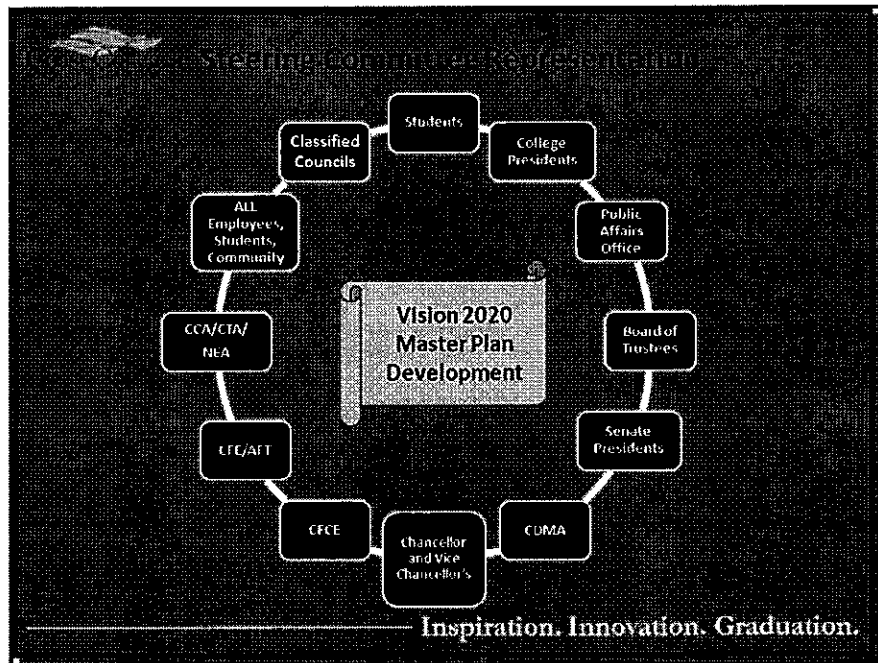 Steering Committee Representation
Students
College
Presidents
Public
Affairs
Office
Board of
Trustees
Senate
Presidents
CDMA
Chancellor
and Vice
Chancellor's
CFCE
CFE/AFT
CCA/CTA/
NEA
ALL
Employees,
Students,
Community
Classified
Councils
Vision 2020
Master Plan
Development
Inspiration. Innovation. Graduation.